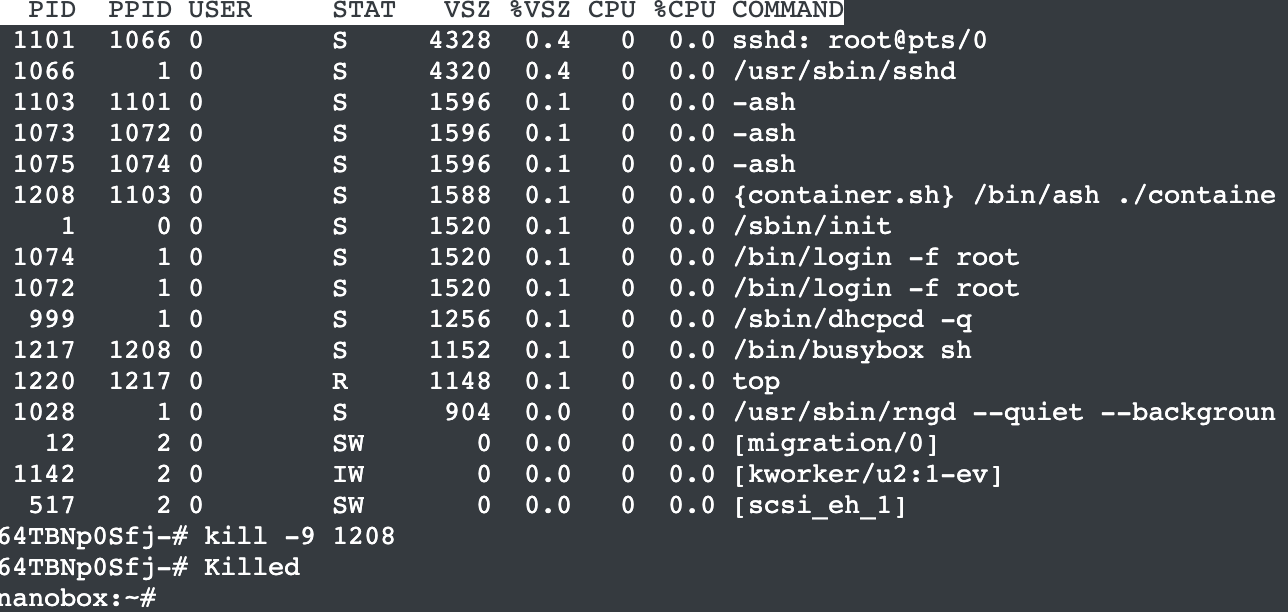 PID PPID USER STAT VSZ %VSZ CPU %CPU COMMAND
1101 1066 0 S 4328 0.4 0 0.0 sshd: root@pts/0
1066 1 0 S 4320 0.4 0 0.0 /usr/sbin/sshd
1103 1101 0 S 1596 0.1 0 0.0 -ash
1073 1072 0 S 1596 0.1 0 0.0 -ash
1075 1074 0 S 1596 0.1 0 0.0 -ash
1208 1103 0 S 1588 0.1 0 0.0 {container.sh} /bin/ash ./containe
1 0 0 S 1520 0.1 0 0.0 /sbin/init
1074 1 0 S 1520 0.1 0 0.0 /bin/login -f root
1072 1 0 S 1520 0.1 0 0.0 /bin/login -f root
999 1 0 S 1256 0.1 0 0.0 /sbin/dhcpcd -q
1217 1208 0 S 1152 0.1 0 0.0 /bin/busybox sh
1220 1217 0 R 1148 0.1 0 0.0 top
1028 1 0 S 904 0.0 0 0.0 /usr/sbin/rngd --quiet --backgroun
12 2 0 SW 0 0.0 0 0.0 [migration/0]
1142 2 0 IW 0 0.0 0 0.0 [kworker/u2:1-ev]
517 2 0 SW 0 0.0 0 0.0 [scsi_eh_1]
64TBNp0Sfj-# kill -9 1208
64TBNp0Sfj-# Killed
nanobox:~#